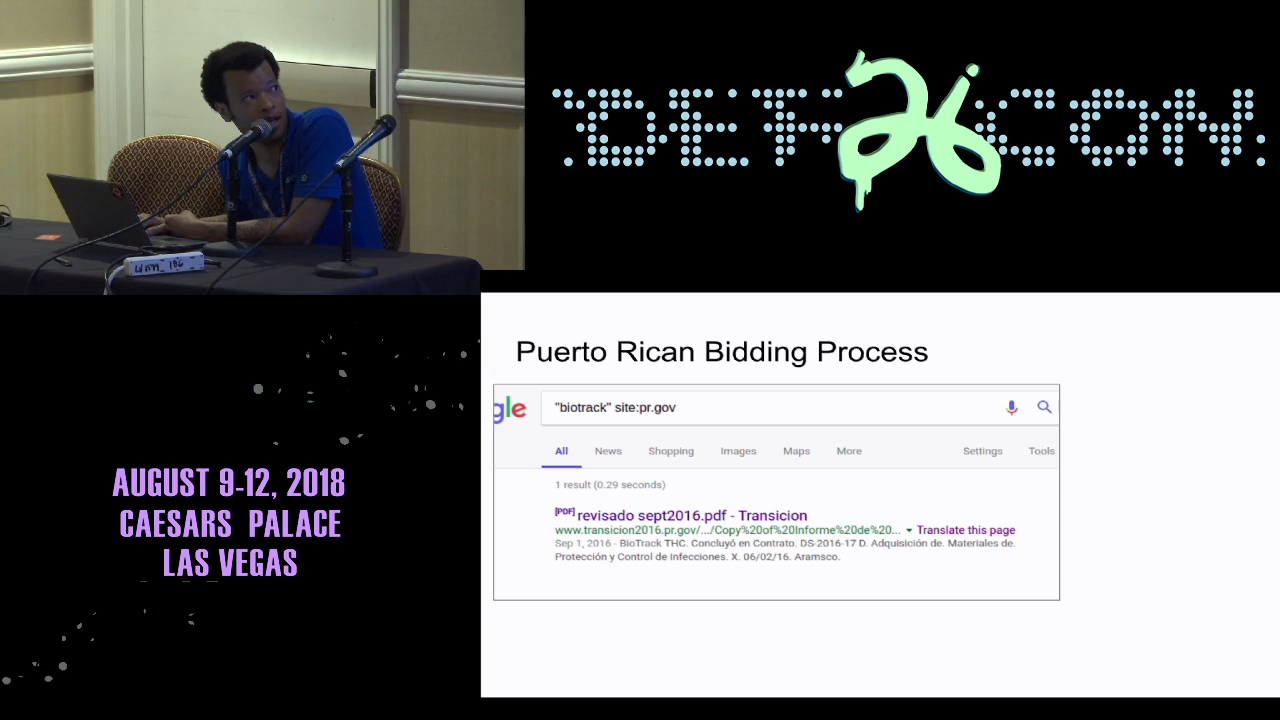 DEF 26 CON
Puerto Rican Bidding Process
gle
"biotrack" site:pr.gov
All News Shopping Images Maps More Settings Tools
1 result (0.29 seconds)
[PDF] revisado sept2016.pdf - Transicion
www.transicion2016.pr.gov/.../Copy%20of%20Informe%20de%20... Translate this page
Sep 1, 2016 - BioTrack THC. Concluyó en Contrato. DS-2016-17 D. Adquisición de. Materiales de.
Protección y Control de Infecciones. X. 06/02/16. Aramsco.
AUGUST 9-12, 2018
CAESARS PALACE
LAS VEGAS